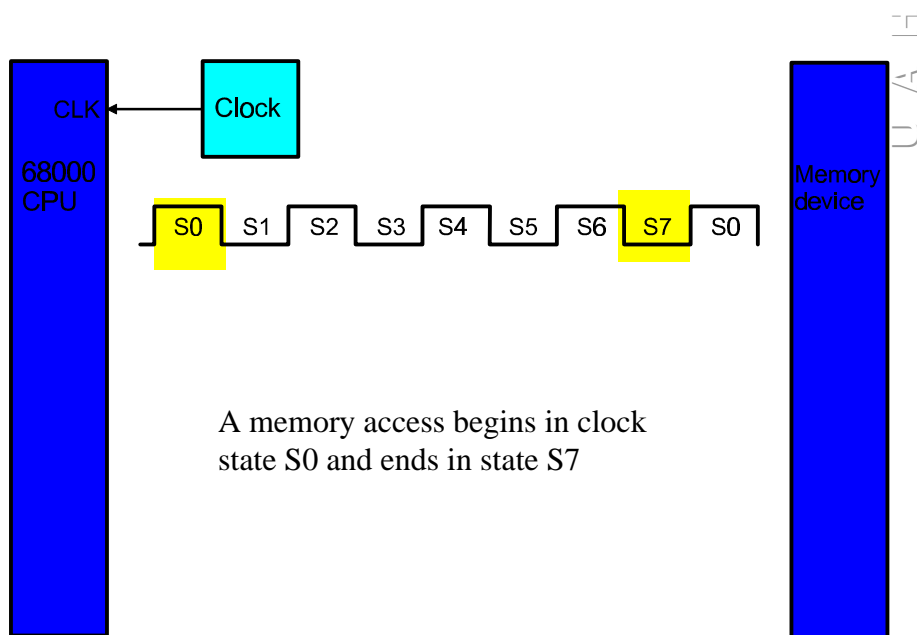 CLK
Clock
68000
CPU
S0 S1 S2 S3 S4 S5 S6 S7 S0
Memory
device
A memory access begins in clock
state S0 and ends in state S7
U A H